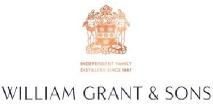 INDEPENDENT FAMILY
DISTILLERS SINCE 1887
WILLIAM GRANT & SONS